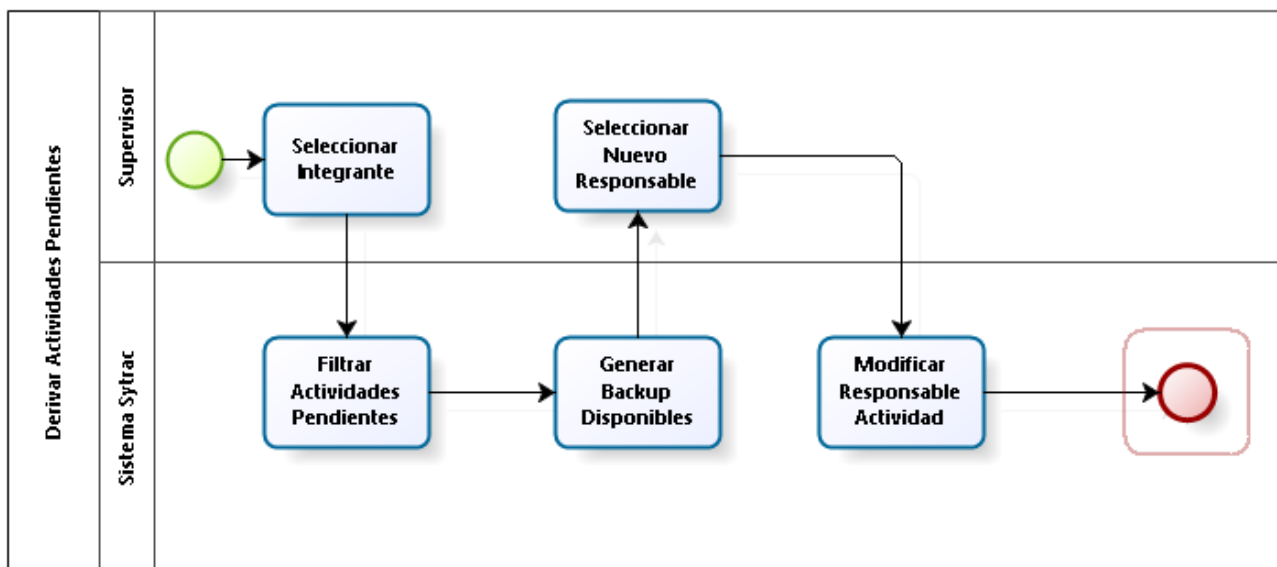 Derivar Actividades Pendientes
Supervisor
Seleccionar
Integrante
Seleccionar
Nuevo
Responsable
Sistema Sytrac
Filtrar
Actividades
Pendientes
Generar
Backup
Disponibles
Modificar
Responsable
Actividad